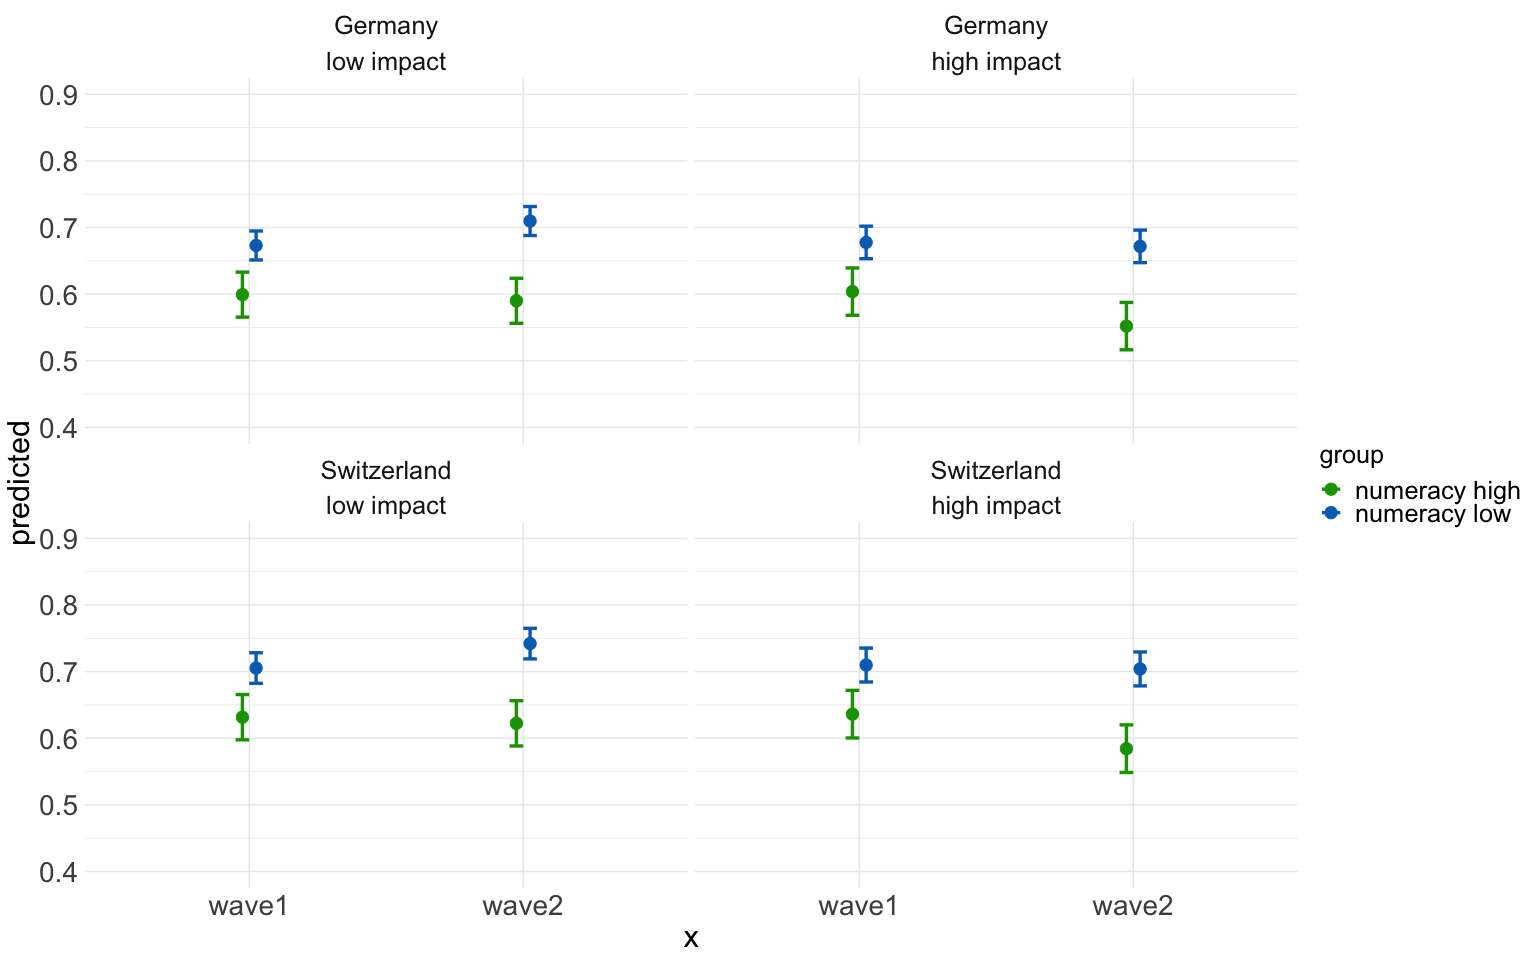 Germany
low impact
Germany
high impact
0.9
0.8
0.7
0.6
0.5
0.4
predicted
Switzerland
low impact
Switzerland
high impact
0.9
0.8
0.7
0.6
0.5
0.4
wave1
wave2
wave1
wave2
x
group
numeracy high
numeracy low